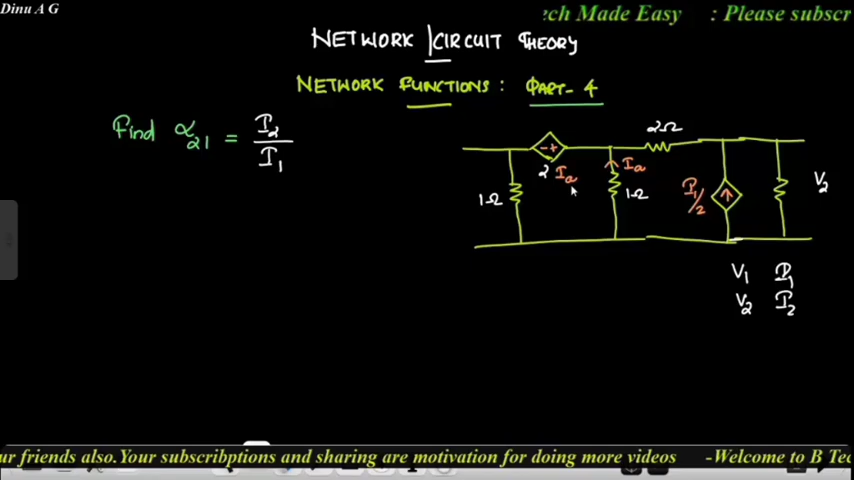 Dinu A G
ech Made Easy : Please subscr
NETWORK | CIRCUIT THEORY
NETWORK FUNCTIONS : PART- 4
Find α21 = I2 / I1
2Ω
- +
2 Ia
Ia
1Ω
1Ω
I1/2
V2
V1 I1
V2 I2
ur friends also.Your subscribptions and sharing are motivation for doing more videos -Welcome to B Tec